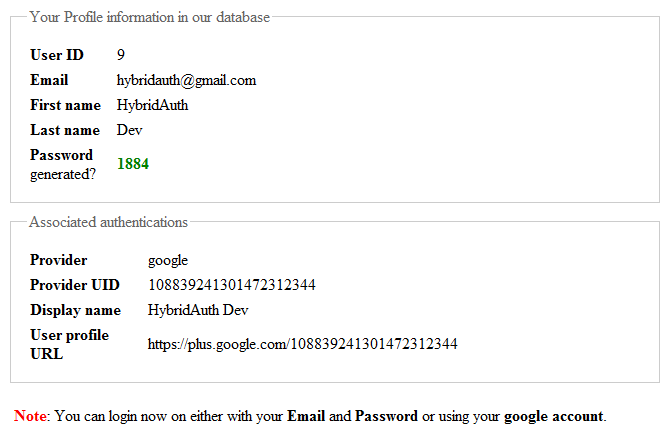 Your Profile information in our database
User ID 9
Email hybridauth@gmail.com
First name HybridAuth
Last name Dev
Password
generated? 1884
Associated authentications
Provider google
Provider UID 108839241301472312344
Display name HybridAuth Dev
User profile
URL https://plus.google.com/108839241301472312344
Note: You can login now on either with your Email and Password or using your google account.